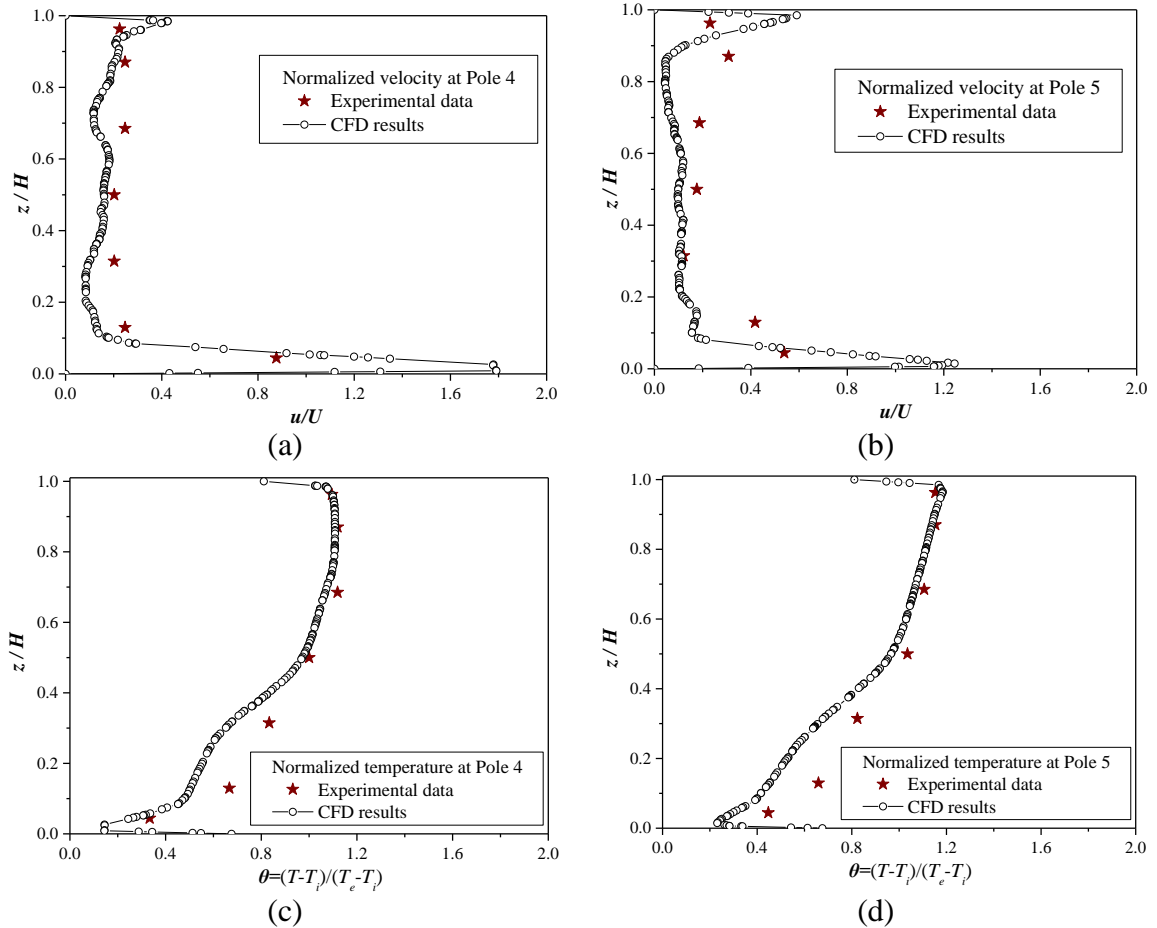 1.0
0.8
0.6
0.4
0.2
0.0
z / H
Normalized velocity at Pole 4
Experimental data
CFD results
0.0 0.4 0.8 1.2 1.6 2.0
u/U
(a)
1.0
0.8
0.6
0.4
0.2
0.0
z / H
Normalized velocity at Pole 5
Experimental data
CFD results
0.0 0.4 0.8 1.2 1.6 2.0
u/U
(b)
1.0
0.8
0.6
0.4
0.2
0.0
z / H
Normalized temperature at Pole 4
Experimental data
CFD results
0.0 0.4 0.8 1.2 1.6 2.0
θ=(T-Tᵢ)/(Tₑ-Tᵢ)
(c)
1.0
0.8
0.6
0.4
0.2
0.0
z / H
Normalized temperature at Pole 5
Experimental data
CFD results
0.0 0.4 0.8 1.2 1.6 2.0
θ=(T-Tᵢ)/(Tₑ-Tᵢ)
(d)